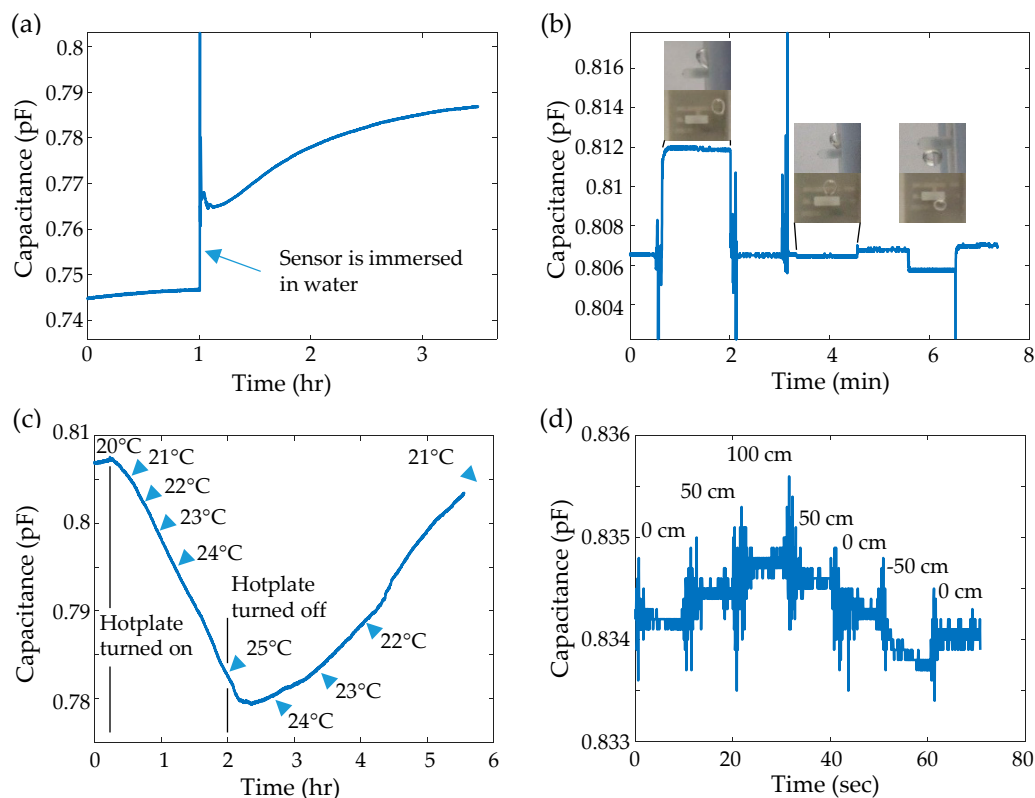 (a)
0.8
0.79
0.78
0.77
0.76
0.75
0.74
Capacitance (pF)
Sensor is immersed
in water
0
1
2
3
Time (hr)
(b)
0.816
0.814
0.812
0.81
0.808
0.806
0.804
Capacitance (pF)
0
2
4
6
8
Time (min)
(c)
0.81
0.8
0.79
0.78
Capacitance (pF)
20°C
21°C
22°C
23°C
24°C
25°C
Hotplate
turned on
Hotplate
turned off
24°C
23°C
22°C
21°C
0
1
2
3
4
5
6
Time (hr)
(d)
0.836
0.835
0.834
0.833
Capacitance (pF)
0 cm
50 cm
100 cm
50 cm
0 cm
-50 cm
0 cm
0
20
40
60
80
Time (sec)